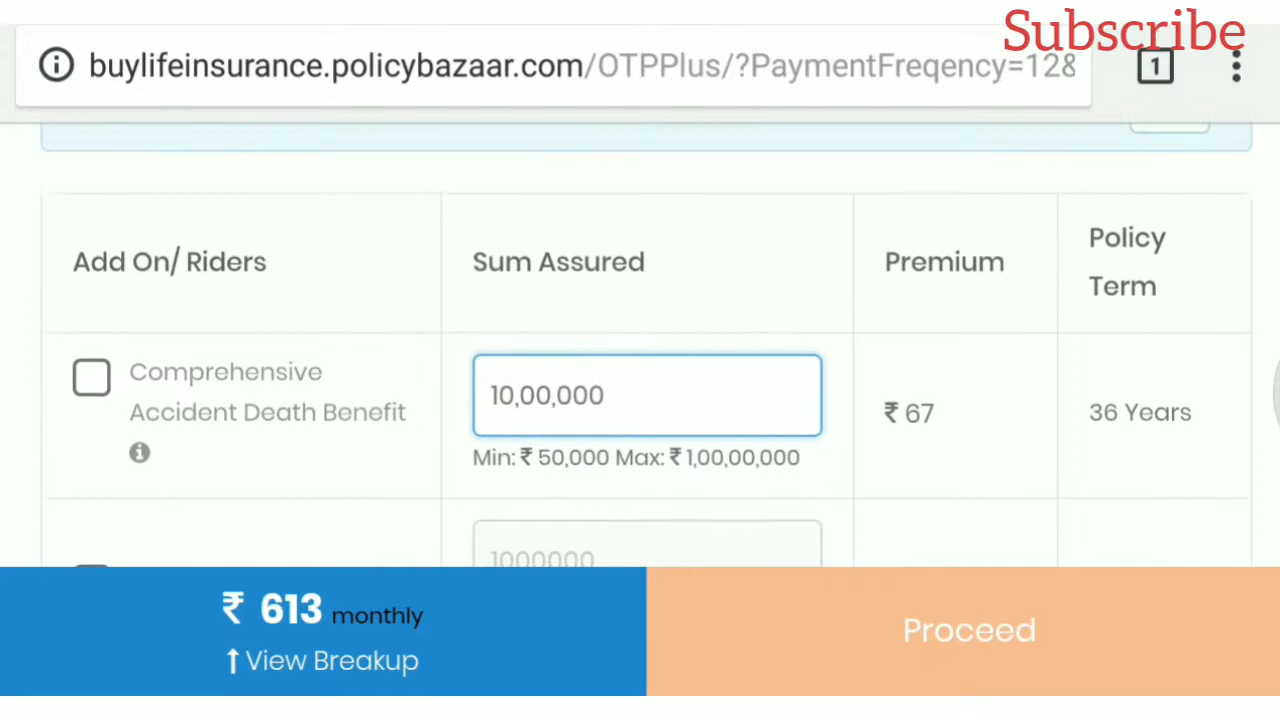 Subscribe
buylifeinsurance.policybazaar.com/OTPPlus/?PaymentFreqency=128
1
Add On/ Riders
Sum Assured
Premium
Policy
Term
Comprehensive
Accident Death Benefit
10,00,000
Min: ₹ 50,000 Max: ₹ 1,00,00,000
₹ 67
36 Years
1000000
₹ 613 monthly
↑ View Breakup
Proceed